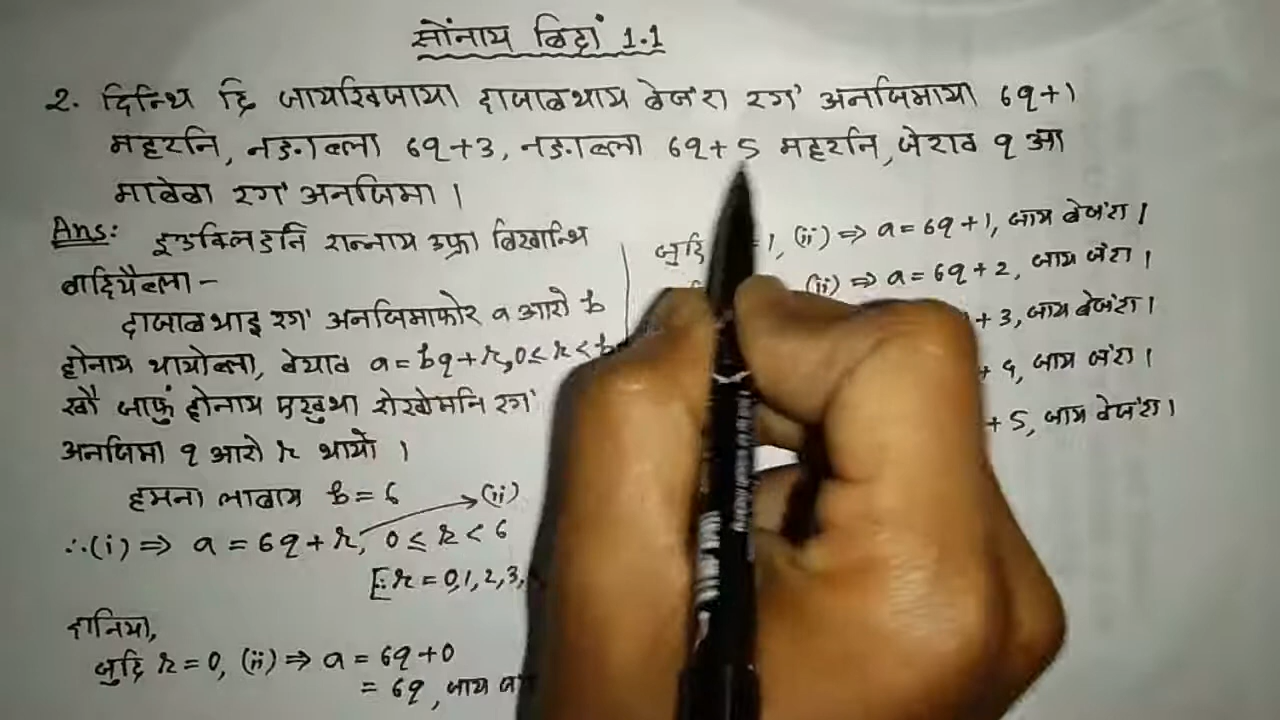 सोंनाय बिदां 1.1
2. दिन्थि दि जायखिजाया दाजाबथाय बेजं'रा रग' अनजिमाया 6q+1
महरनि, नङाब्ला 6q+3, नङाब्ला 6q+5 महरनि, जेराव q आ
माबेबा रग' अनजिमा।
Ans: इउक्लिडनि रान्नाय उफ्रा बिखान्थि
बादियैब्ला –
दाजाबथाइ रग' अनजिमाफोर a आरो b
होनाय थायोब्ला, बेयाव a = bq + r, 0 ≤ r < b
खौ जाफुं होनाय मुखुथा रोखोमनि रग'
अनजिमा q आरो r थायो।
हमना लाबाय b = 6
∴(i) ⇒ a = 6q + r, 0 ≤ r < 6 → (ii)
[∵ r = 0,1,2,3,
दानिया,
जुदि r = 0, (ii) ⇒ a = 6q + 0
= 6q, जाय
जुदि 1, (ii) ⇒ a = 6q + 1, जाय बेजं'रा।
(ii) ⇒ a = 6q + 2, जाय जं'रा।
+ 3, जाय बेजं'रा।
+ 4, जाय जं'रा।
+ 5, जाय बेजं'रा।